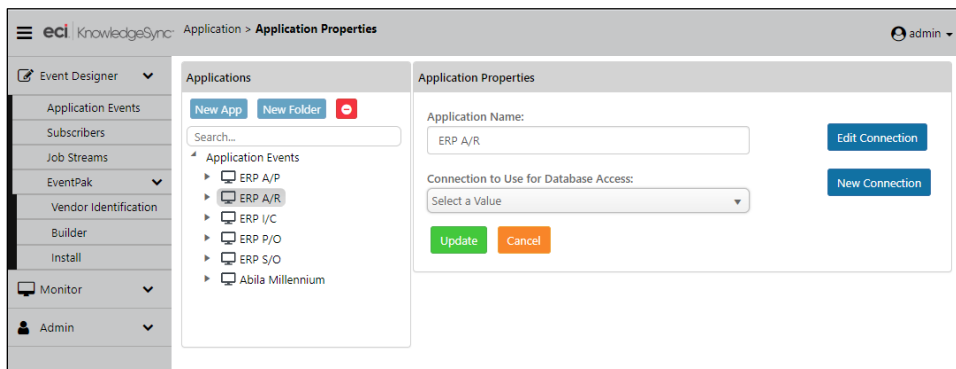 eci KnowledgeSync
Application > Application Properties
admin
Event Designer
Application Events
Subscribers
Job Streams
EventPak
Vendor Identification
Builder
Install
Monitor
Admin
Applications
New App New Folder
Search...
Application Events
ERP A/P
ERP A/R
ERP I/C
ERP P/O
ERP S/O
Abila Millennium
Application Properties
Application Name:
ERP A/R
Edit Connection
Connection to Use for Database Access:
Select a Value
New Connection
Update Cancel